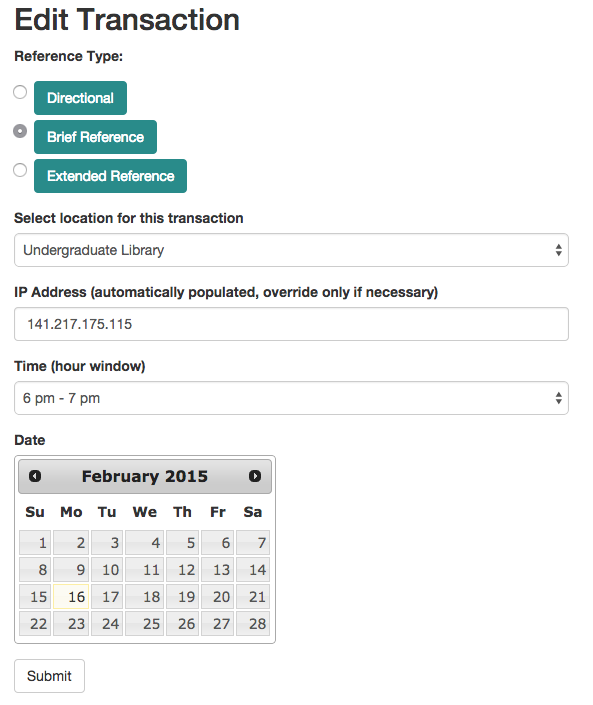 Edit Transaction
Reference Type:
Directional
Brief Reference
Extended Reference
Select location for this transaction
Undergraduate Library
IP Address (automatically populated, override only if necessary)
141.217.175.115
Time (hour window)
6 pm - 7 pm
Date
February 2015
Su Mo Tu We Th Fr Sa
1 2 3 4 5 6 7
8 9 10 11 12 13 14
15 16 17 18 19 20 21
22 23 24 25 26 27 28
Submit